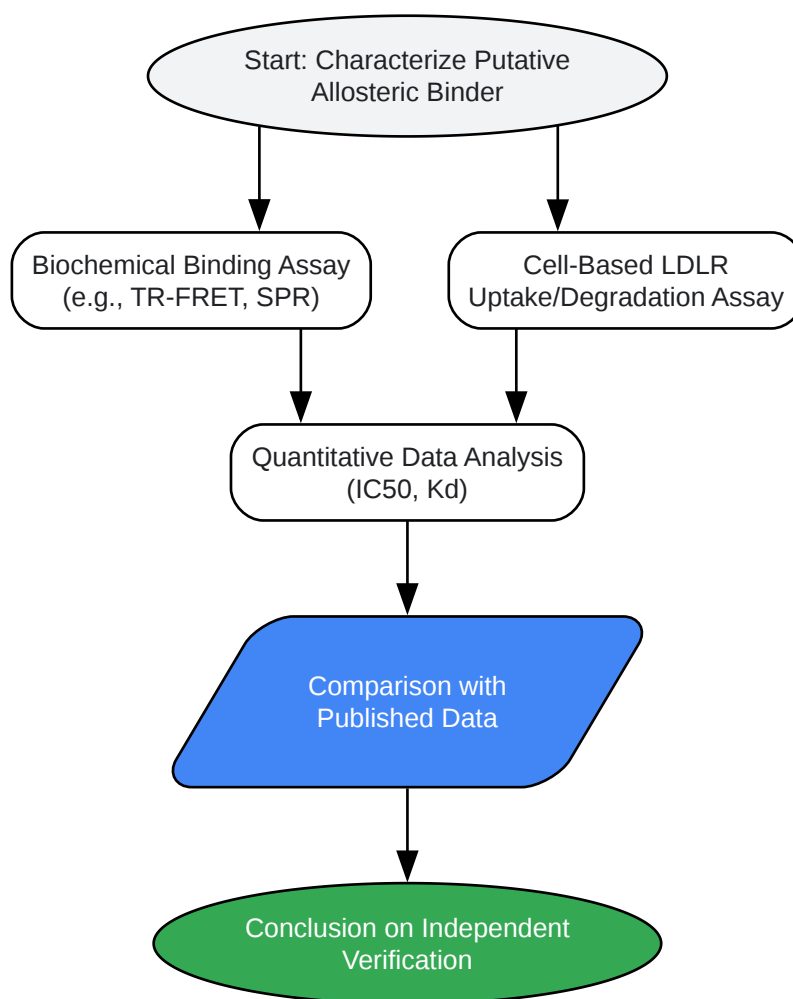 Start: Characterize Putative
Allosteric Binder
Biochemical Binding Assay
(e.g., TR-FRET, SPR)
Cell-Based LDLR
Uptake/Degradation Assay
Quantitative Data Analysis
(IC50, Kd)
Comparison with
Published Data
Conclusion on Independent
Verification